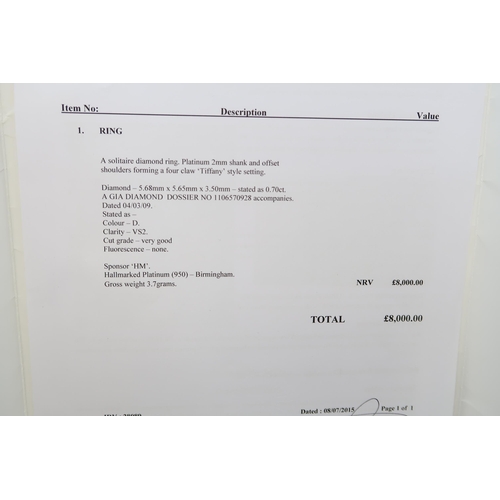 Item No: Description Value
1. RING
A solitaire diamond ring. Platinum 2mm shank and offset
shoulders forming a four claw 'Tiffany' style setting.
Diamond – 5.68mm x 5.65mm x 3.50mm – stated as 0.70ct.
A GIA DIAMOND DOSSIER NO 1106570928 accompanies.
Dated 04/03/09.
Stated as –
Colour – D.
Clarity – VS2.
Cut grade – very good
Fluorescence – none.
Sponsor 'HM'.
Hallmarked Platinum (950) – Birmingham.
Gross weight 3.7grams. NRV £8,000.00
TOTAL £8,000.00
Dated : 08/07/2015 Page 1 of 1